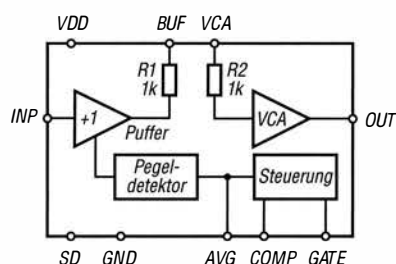 VDD BUF VCA
R1 R2
1k 1k
INP +1 VCA OUT
Puffer
Pegel-
detektor
Steuerung
SD GND AVG COMP GATE